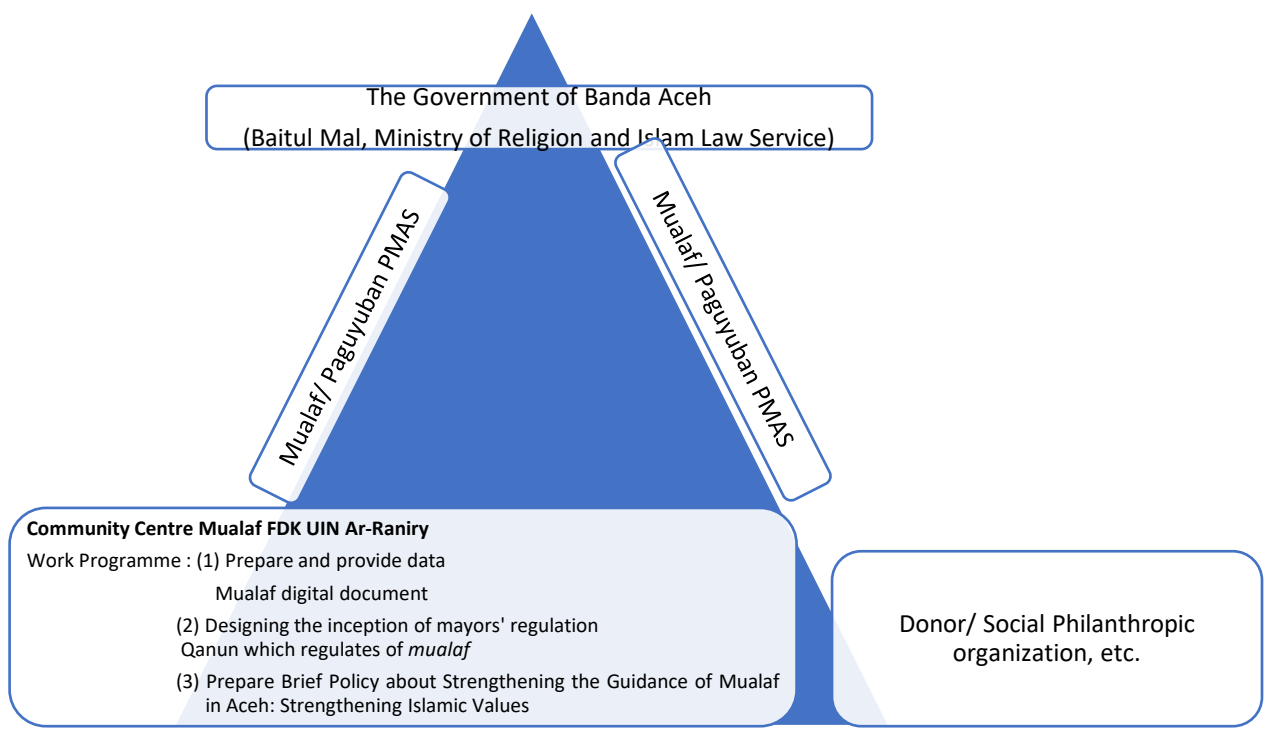 The Government of Banda Aceh
(Baitul Mal, Ministry of Religion and Islam Law Service)
Mualaf/ Paguyuban PMAS
Mualaf/ Paguyuban PMAS
Community Centre Mualaf FDK UIN Ar-Raniry
Work Programme : (1) Prepare and provide data
Mualaf digital document
(2) Designing the inception of mayors' regulation
Qanun which regulates of mualaf
(3) Prepare Brief Policy about Strengthening the Guidance of Mualaf
in Aceh: Strengthening Islamic Values
Donor/ Social Philanthropic
organization, etc.